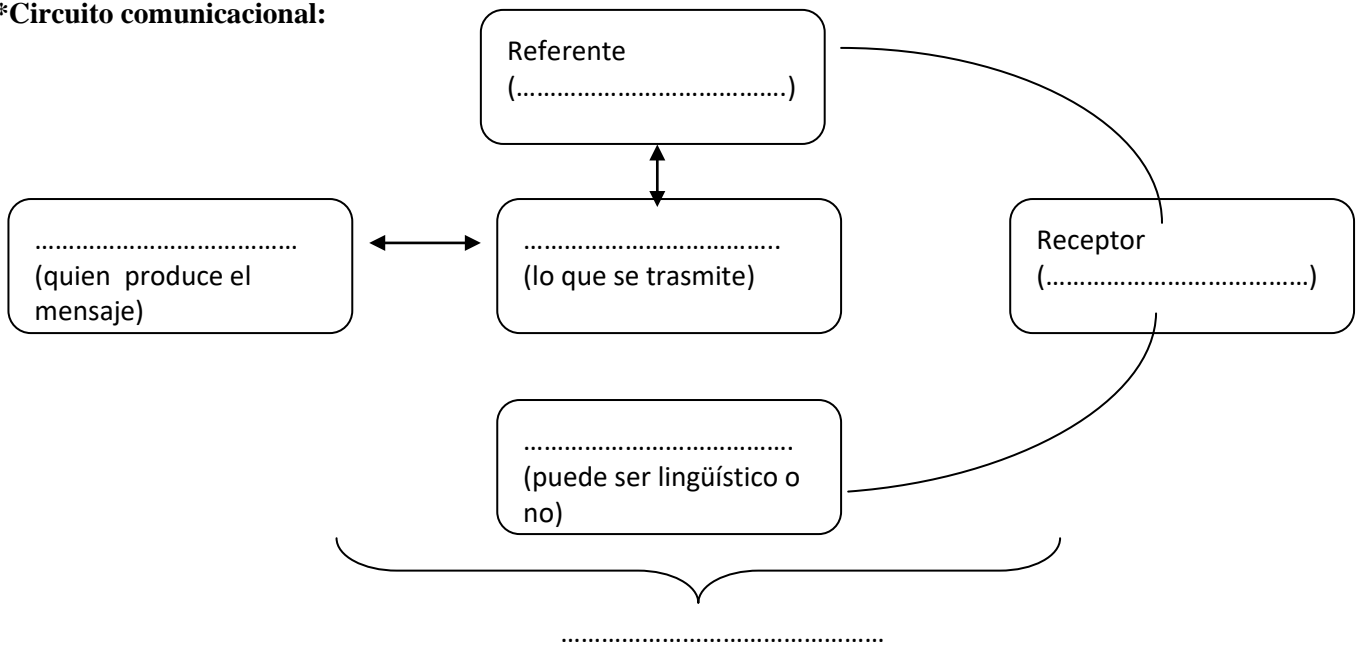 *Circuito comunicacional:
Referente
(………………………………….)
…………………………………
(quien  produce el
mensaje)
………………………………..
(lo que se trasmite)
Receptor
(…………………………………)
………………………………….
(puede ser lingüístico o
no)
…………………………………………